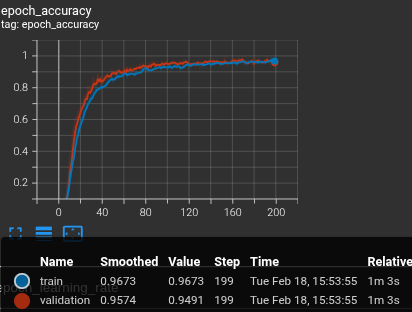 epoch_accuracy
tag: epoch_accuracy
1
0.8
0.6
0.4
0.2
0 40 80 120 160 200
Name Smoothed Value Step Time Relative
train 0.9673 0.9673 199 Tue Feb 18, 15:53:55 1m 3s
epoch_learning_rate
validation 0.9574 0.9491 199 Tue Feb 18, 15:53:55 1m 3s